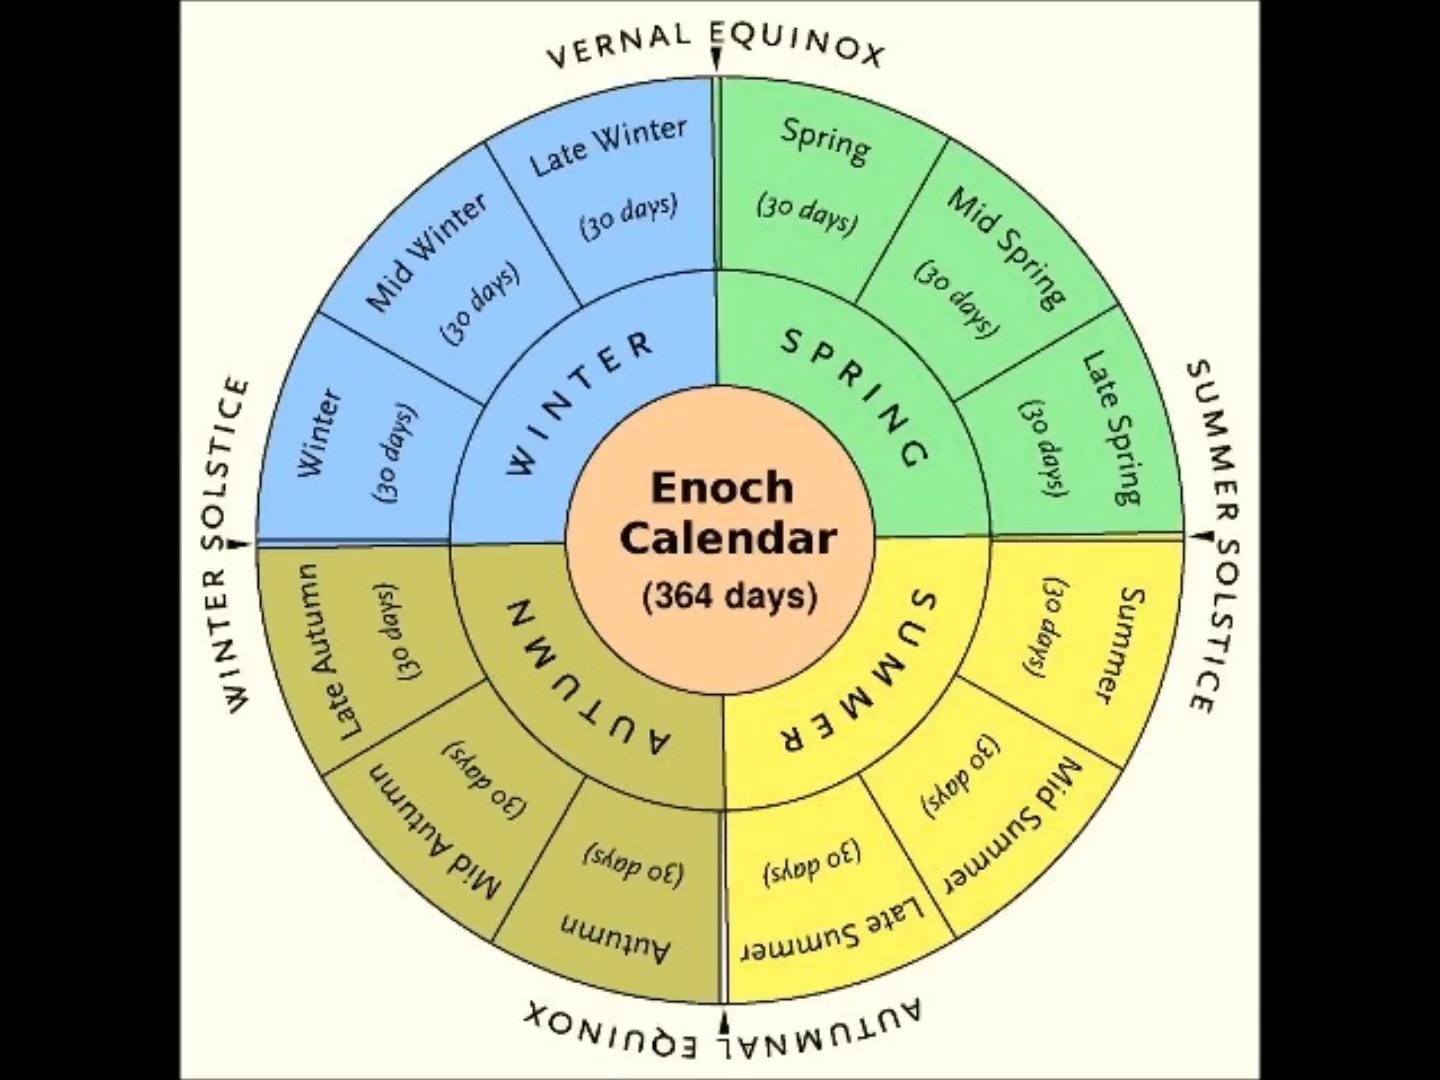 VERNAL EQUINOX
Spring
(30 days)
Mid Spring
(30 days)
Late Spring
(30 days)
SPRING
SUMMER SOLSTICE
Summer
(30 days)
Mid Summer
(30 days)
Late Summer
(30 days)
SUMMER
AUTUMNAL EQUINOX
Autumn
(30 days)
Mid Autumn
(30 days)
Late Autumn
(30 days)
AUTUMN
WINTER SOLSTICE
Winter
(30 days)
Mid Winter
(30 days)
Late Winter
(30 days)
WINTER
Enoch
Calendar
(364 days)